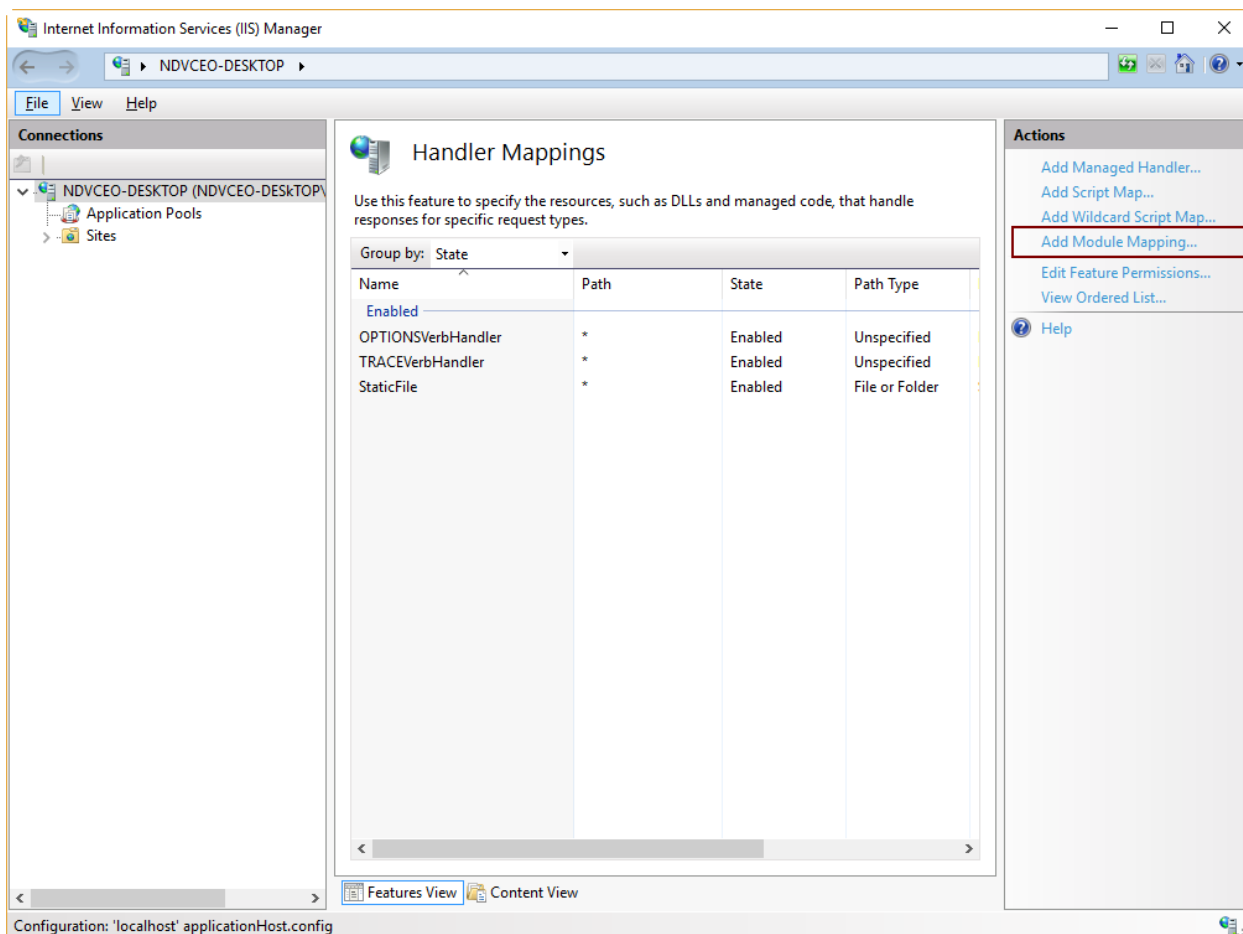 Internet Information Services (IIS) Manager
NDVCEO-DESKTOP
File View Help
Connections
NDVCEO-DESKTOP (NDVCEO-DESkTOP\
Application Pools
Sites
Handler Mappings
Use this feature to specify the resources, such as DLLs and managed code, that handle
responses for specific request types.
Group by: State
Name Path State Path Type
Enabled
OPTIONSVerbHandler * Enabled Unspecified
TRACEVerbHandler * Enabled Unspecified
StaticFile * Enabled File or Folder
Features View Content View
Actions
Add Managed Handler...
Add Script Map...
Add Wildcard Script Map...
Add Module Mapping...
Edit Feature Permissions...
View Ordered List...
Help
Configuration: 'localhost' applicationHost.config